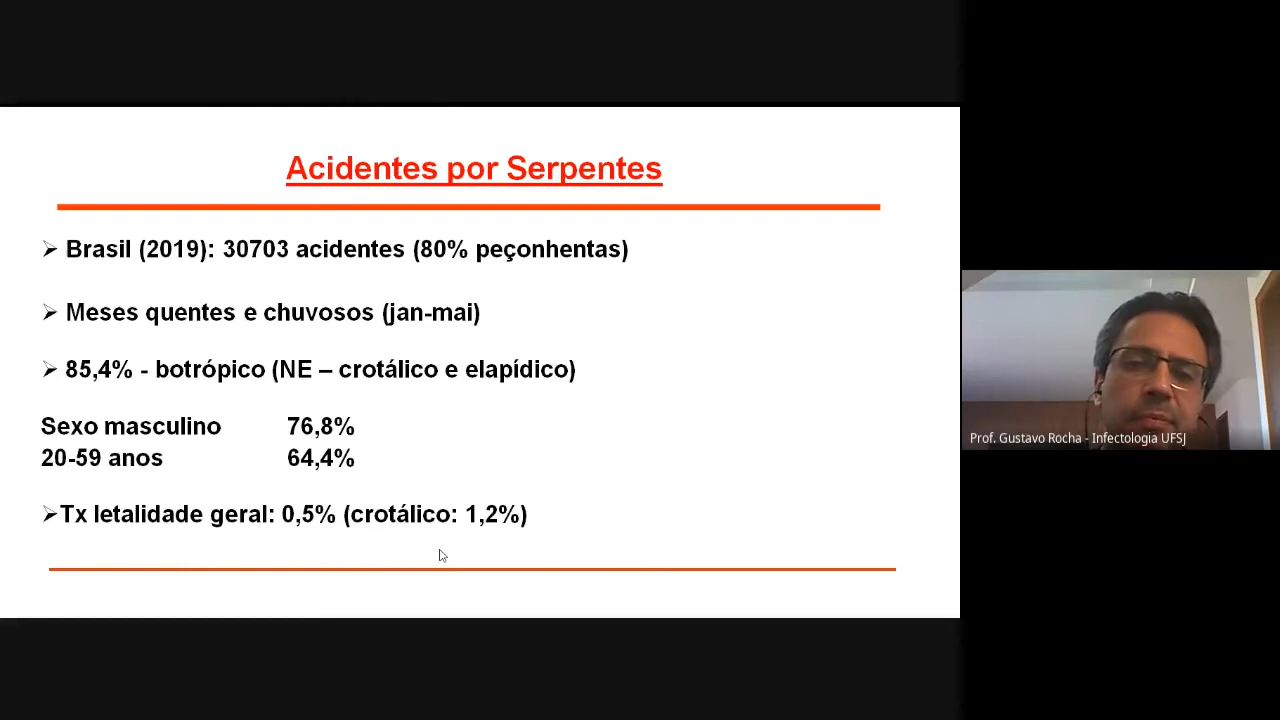 Acidentes por Serpentes
➢ Brasil (2019): 30703 acidentes (80% peçonhentas)
➢ Meses quentes e chuvosos (jan-mai)
➢ 85,4% - botrópico (NE – crotálico e elapídico)
Sexo masculino 76,8%
20-59 anos 64,4%
➢Tx letalidade geral: 0,5% (crotálico: 1,2%)
Prof. Gustavo Rocha - Infectologia UFSJ